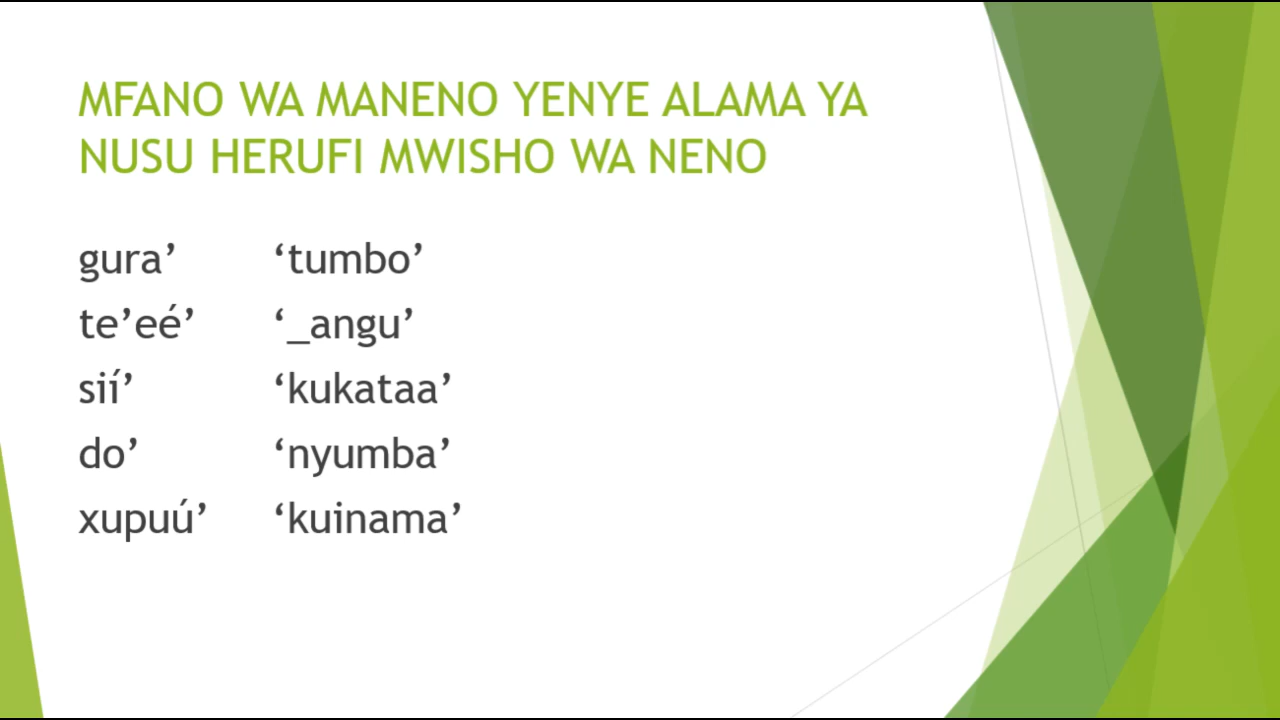 MFANO WA MANENO YENYE ALAMA YA
NUSU HERUFI MWISHO WA NENO
gura’ ‘tumbo’
te’eé’ ‘_angu’
sií’ ‘kukataa’
do’ ‘nyumba’
xupuú’ ‘kuinama’